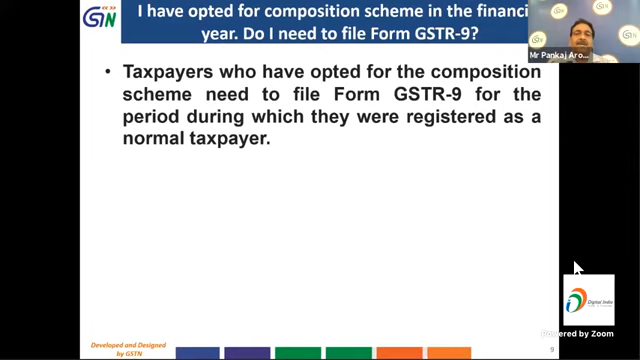 I have opted for composition scheme in the financi
year. Do I need to file Form GSTR-9?
GSTN
Mr Pankaj Aro...
• Taxpayers who have opted for the composition
scheme need to file Form GSTR-9 for the
period during which they were registered as a
normal taxpayer.
Digital India
Powered by Zoom
Developed and Designed
by GSTN
9